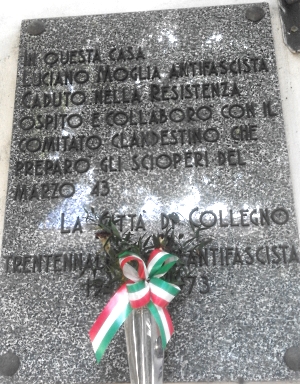 IN QUESTA CASA
LUCIANO MOGLIA ANTIFASCISTA
CADUTO NELLA RESISTENZA
OSPITO E COLLABORO CON IL
COMITATO CLANDESTINO CHE
PREPARO GLI SCIOPERI DEL
MARZO 43
LA CITTA DI COLLEGNO
TRENTENNALE ANTIFASCISTA
73